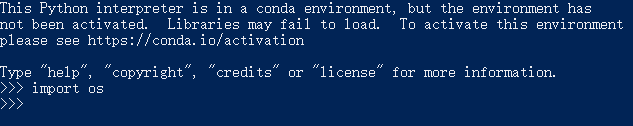 This Python interpreter is in a conda environment, but the environment has
not been activated.  Libraries may fail to load.  To activate this environment
please see https://conda.io/activation

Type "help", "copyright", "credits" or "license" for more information.
>>> import os
>>>